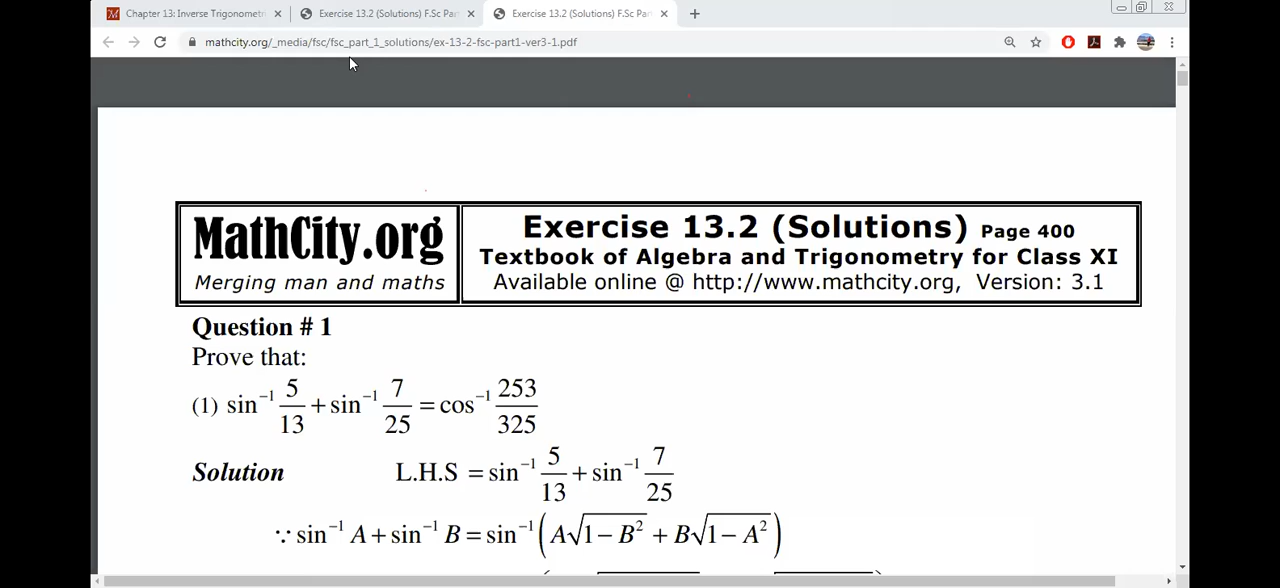 Chapter 13: Inverse Trigonometri
Exercise 13.2 (Solutions) F.Sc Par
Exercise 13.2 (Solutions) F.Sc Par
mathcity.org/_media/fsc/fsc_part_1_solutions/ex-13-2-fsc-part1-ver3-1.pdf
MathCity.org
Merging man and maths
Exercise 13.2 (Solutions) Page 400
Textbook of Algebra and Trigonometry for Class XI
Available online @ http://www.mathcity.org, Version: 3.1
Question # 1
Prove that:
(1) sin⁻¹ 5/13 + sin⁻¹ 7/25 = cos⁻¹ 253/325
Solution L.H.S = sin⁻¹ 5/13 + sin⁻¹ 7/25
∵ sin⁻¹ A + sin⁻¹ B = sin⁻¹ (A√(1 − B²) + B√(1 − A²))